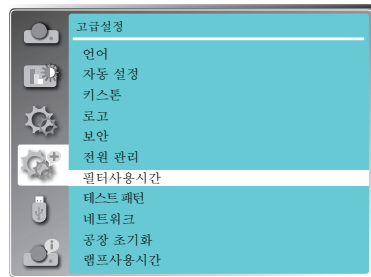 고급설정
언어
자동 설정
키스톤
로고
보안
전원 관리
필터사용시간
테스트 패턴
네트워크
공장 초기화
램프사용시간